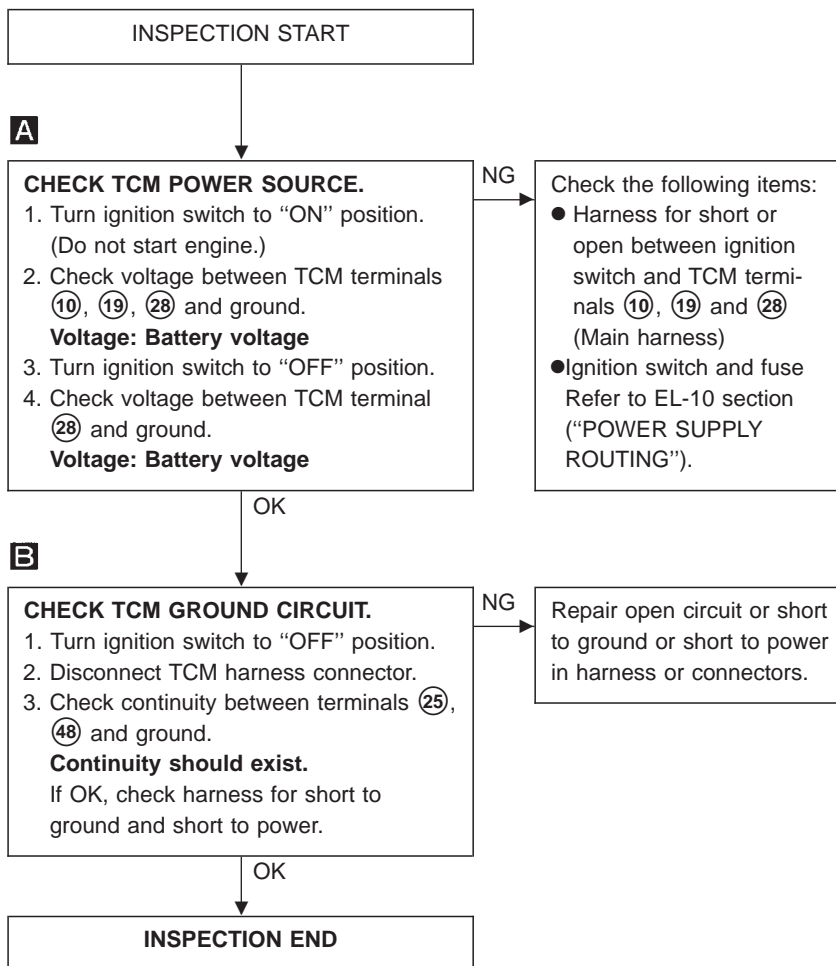 INSPECTION START
A
CHECK TCM POWER SOURCE.
1. Turn ignition switch to ‘‘ON’’ position.
(Do not start engine.)
2. Check voltage between TCM terminals
⑩, ⑲, ㉘ and ground.
Voltage: Battery voltage
3. Turn ignition switch to ‘‘OFF’’ position.
4. Check voltage between TCM terminal
㉘ and ground.
Voltage: Battery voltage
NG
Check the following items:
● Harness for short or
open between ignition
switch and TCM termi-
nals ⑩, ⑲ and ㉘
(Main harness)
●Ignition switch and fuse
Refer to EL-10 section
(‘‘POWER SUPPLY
ROUTING’’).
OK
B
CHECK TCM GROUND CIRCUIT.
1. Turn ignition switch to ‘‘OFF’’ position.
2. Disconnect TCM harness connector.
3. Check continuity between terminals ㉕,
㊽ and ground.
Continuity should exist.
If OK, check harness for short to
ground and short to power.
NG
Repair open circuit or short
to ground or short to power
in harness or connectors.
OK
INSPECTION END